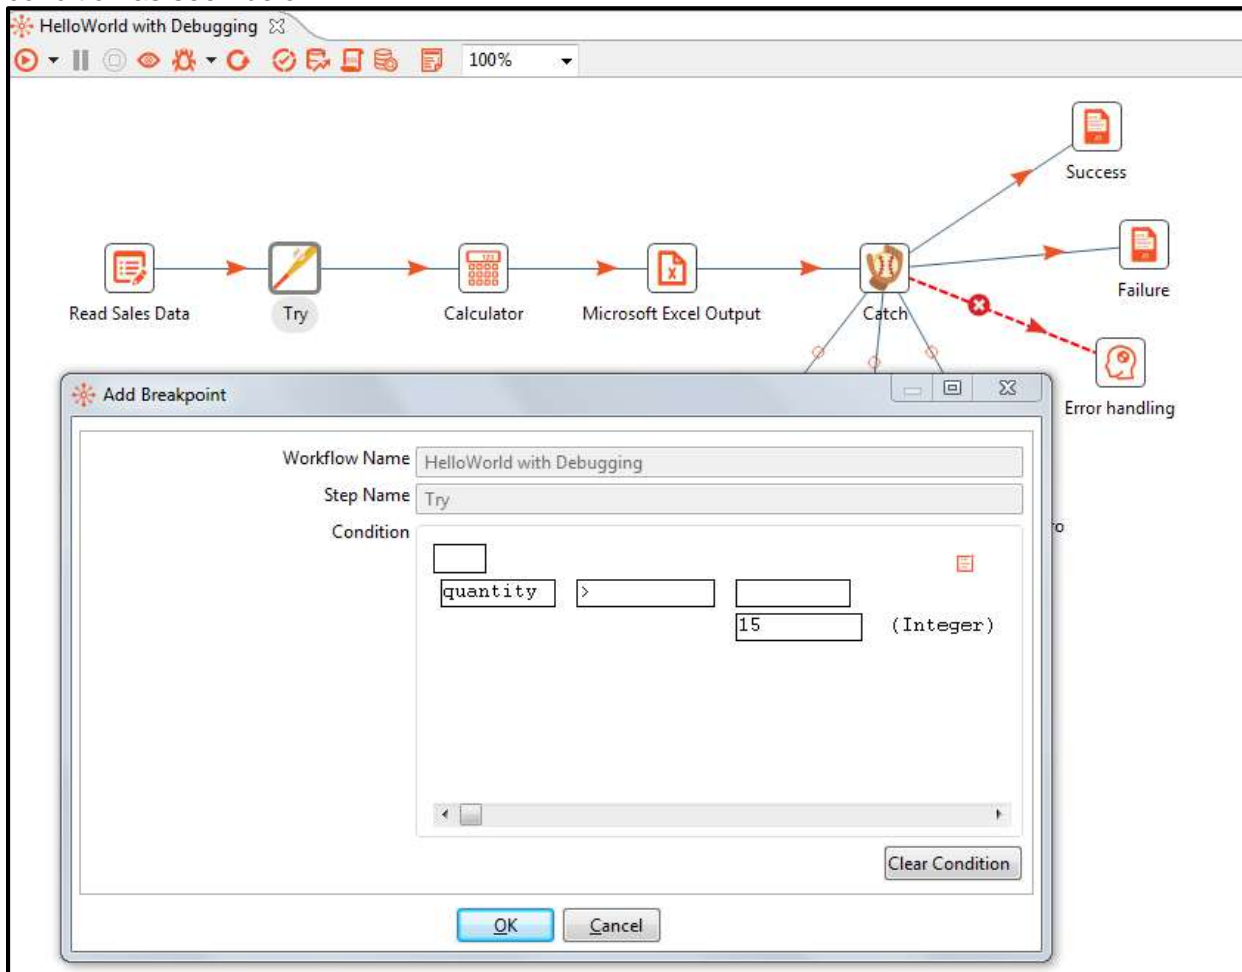 HelloWorld with Debugging
100%
Success
Failure
Read Sales Data
Try
Calculator
Microsoft Excel Output
Catch
Error handling
Add Breakpoint
Workflow Name HelloWorld with Debugging
Step Name Try
Condition
quantity > 
15 (Integer)
Clear Condition
OK Cancel